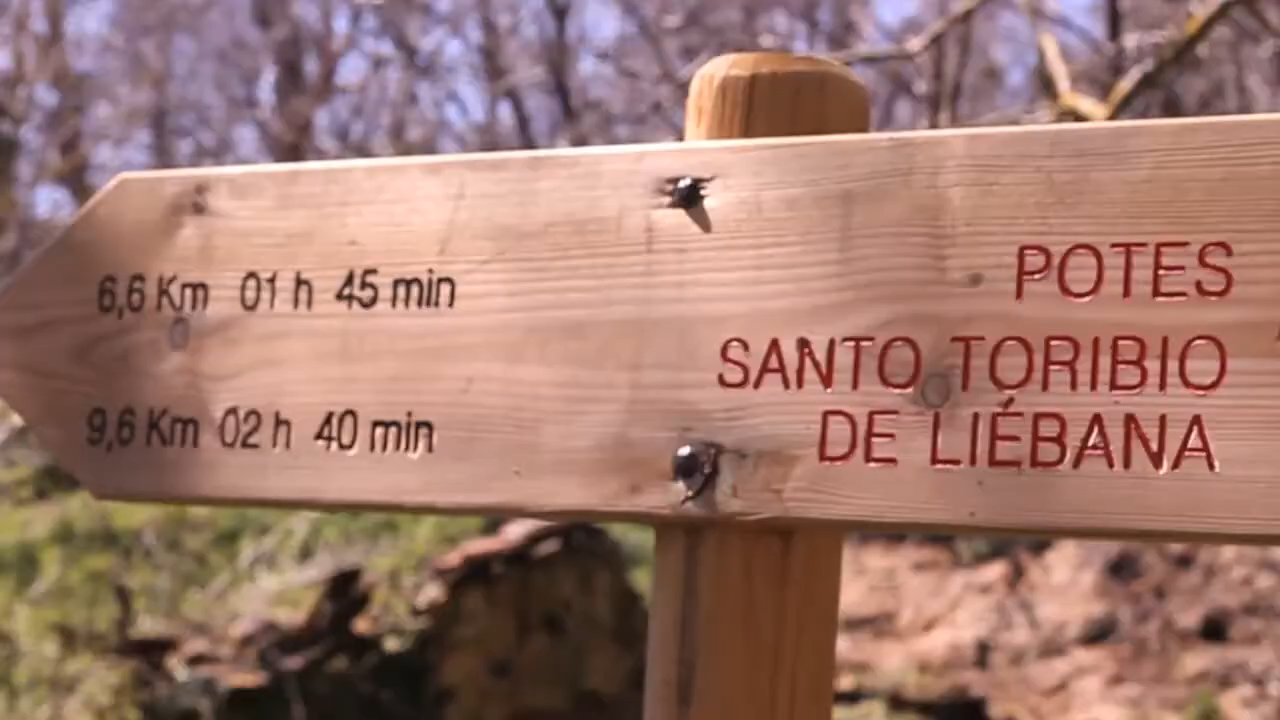 6,6 Km 01 h 45 min POTES
SANTO TORIBIO
9,6 Km 02 h 40 min DE LIÉBANA